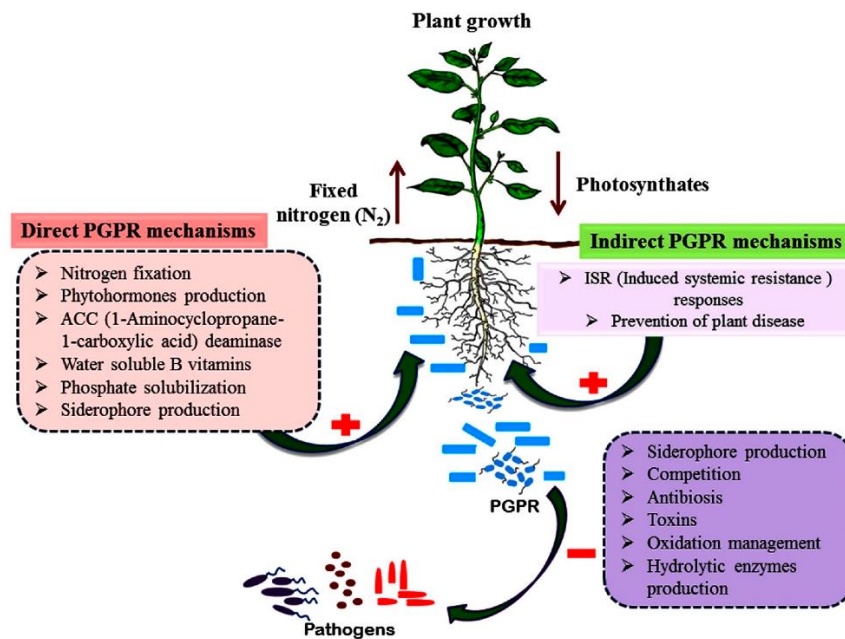 Plant growth
Fixed
nitrogen (N₂)
Photosynthates
Direct PGPR mechanisms
➢ Nitrogen fixation
➢ Phytohormones production
➢ ACC (1-Aminocyclopropane-
1-carboxylic acid) deaminase
➢ Water soluble B vitamins
➢ Phosphate solubilization
➢ Siderophore production
Indirect PGPR mechanisms
➢ ISR (Induced systemic resistance )
responses
➢ Prevention of plant disease
➢ Siderophore production
➢ Competition
➢ Antibiosis
➢ Toxins
➢ Oxidation management
➢ Hydrolytic enzymes
production
PGPR
Pathogens